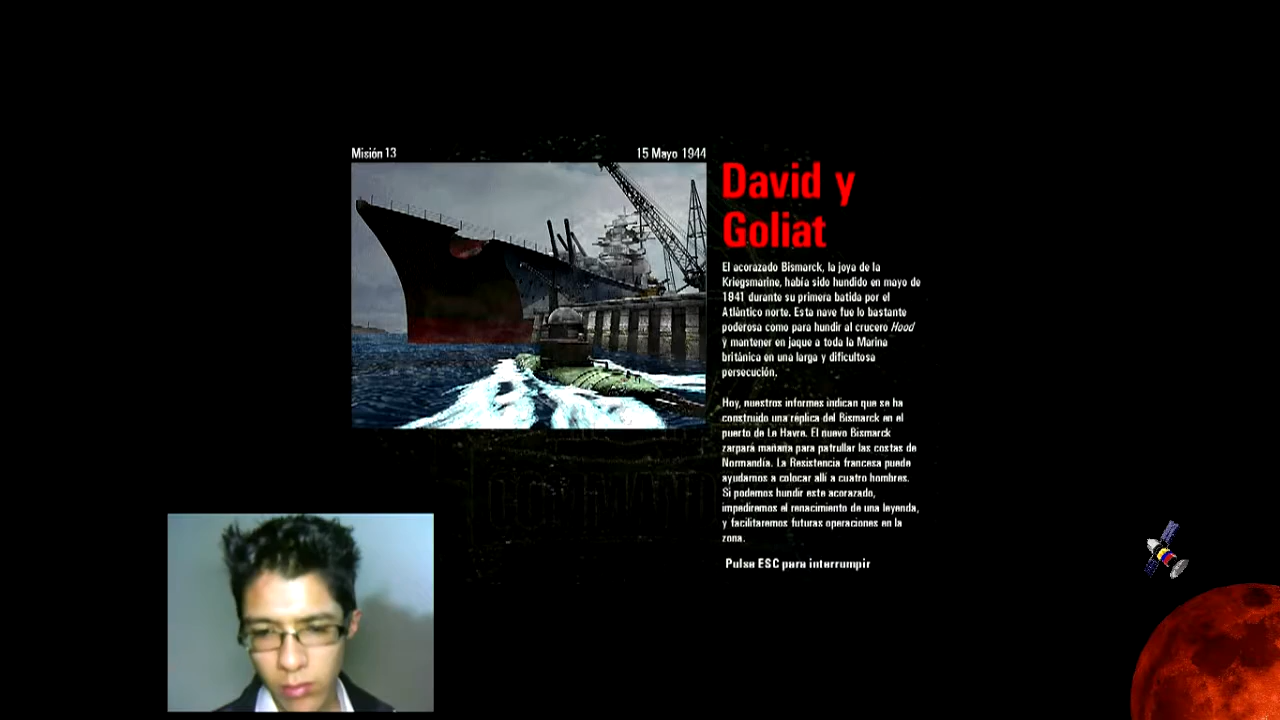 Misión 13
15 Mayo 1944
David y
Goliat
El acorazado Bismarck, la joya de la
Kriegsmarine, había sido hundido en mayo de
1941 durante su primera batida por el
Atlántico norte. Esta nave fue lo bastante
poderosa como para hundir al crucero Hood
y mantener en jaque a toda la Marina
británica en una larga y dificultosa
persecución.
Hoy, nuestros informes indican que se ha
construido una réplica del Bismarck en el
puerto de Le Havre. El nuevo Bismarck
zarpará mañana para patrullar las costas de
Normandía. La Resistencia francesa puede
ayudarnos a colocar allí a cuatro hombres.
Si podemos hundir este acorazado,
impediremos el renacimiento de una leyenda,
y facilitaremos futuras operaciones en la
zona.
Pulse ESC para interrumpir